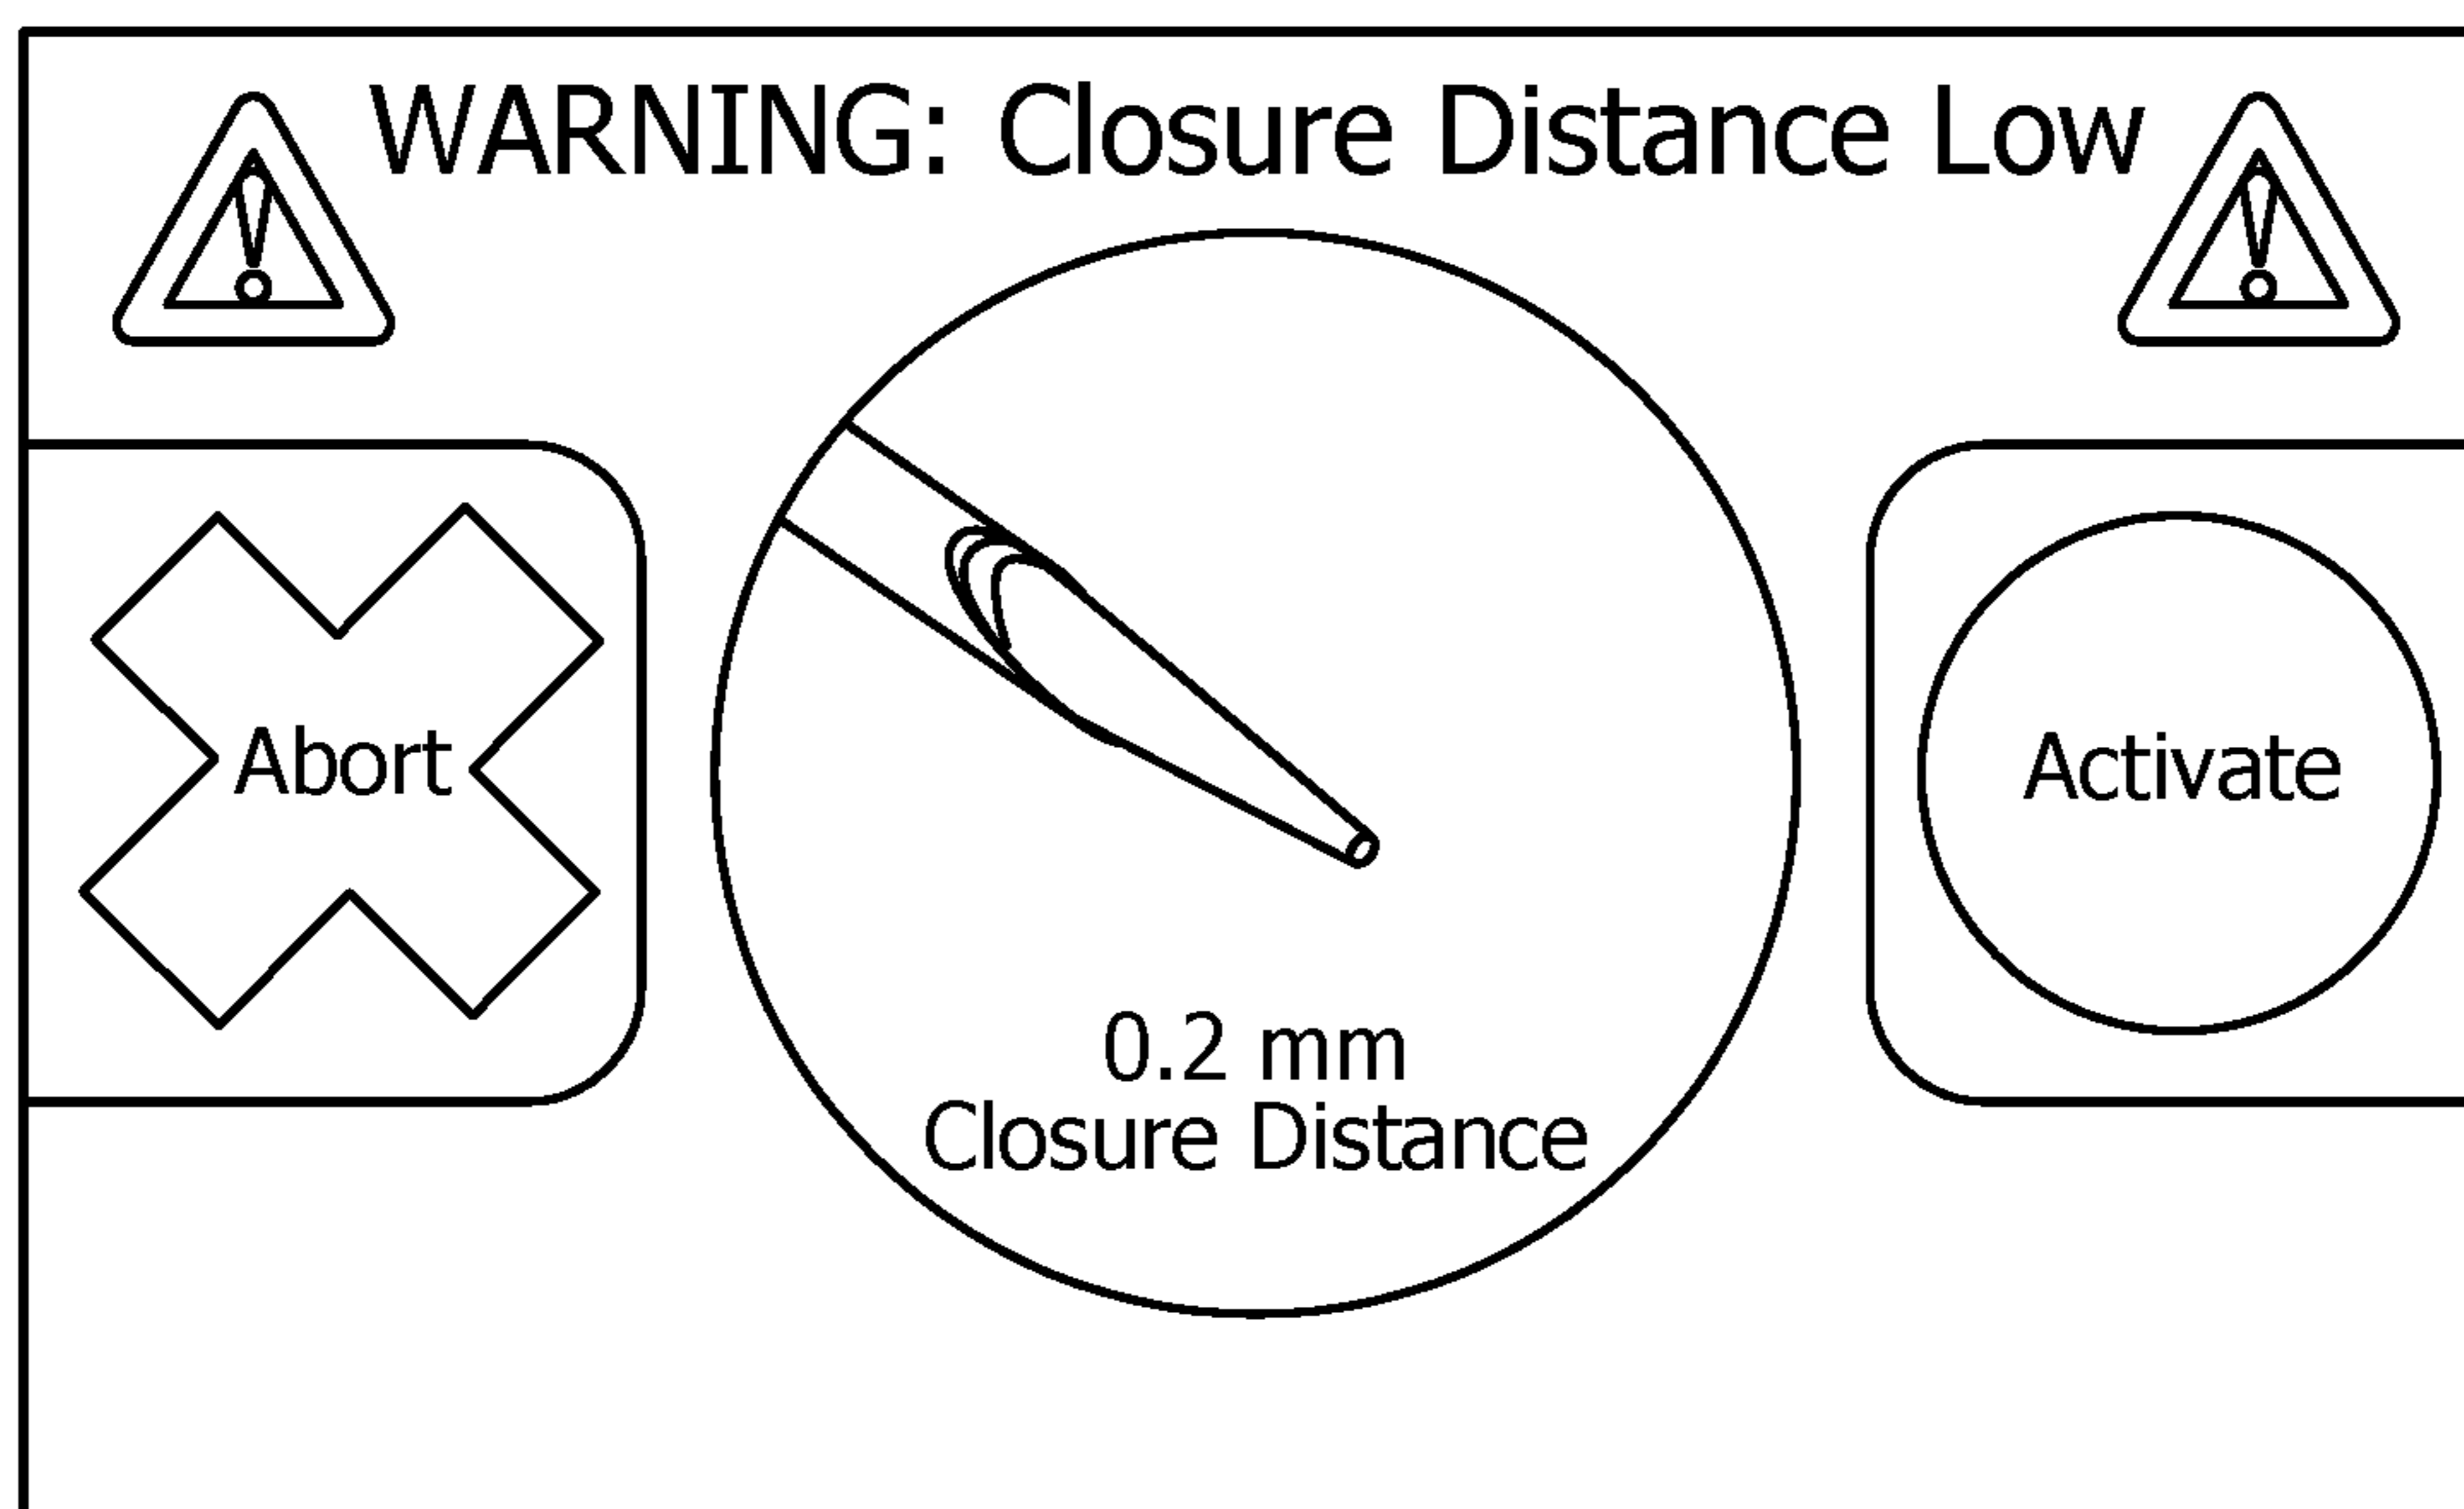 WARNING: Closure Distance Low
Abort
Activate
0.2 mm
Closure Distance